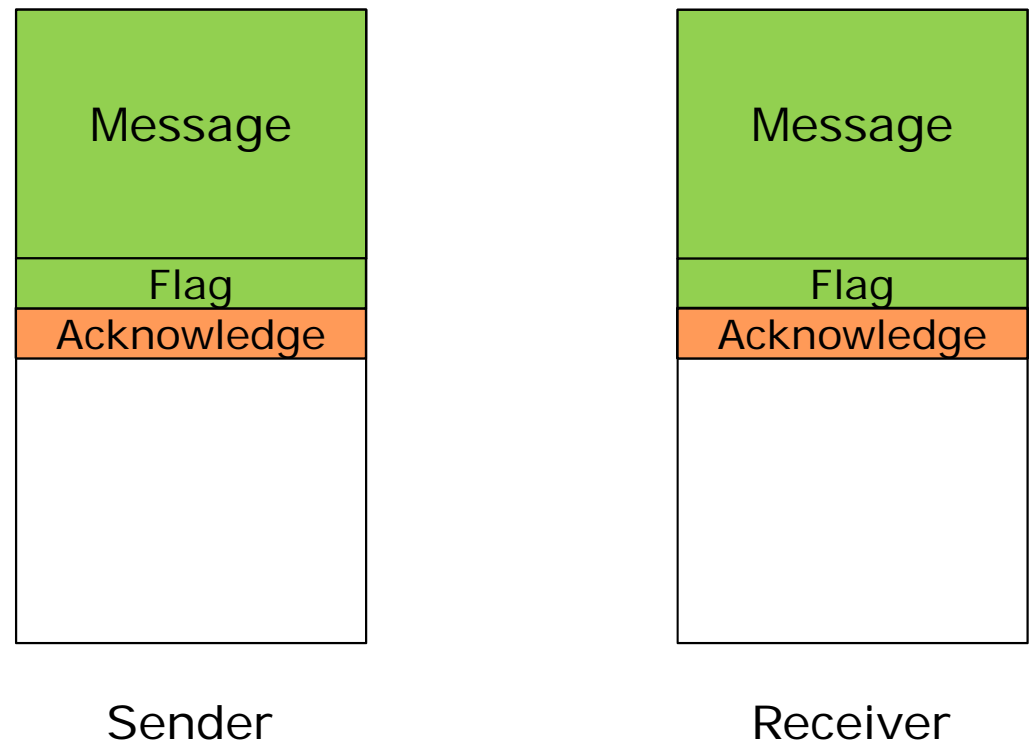 Message
Flag
Acknowledge
Sender
Message
Flag
Acknowledge
Receiver